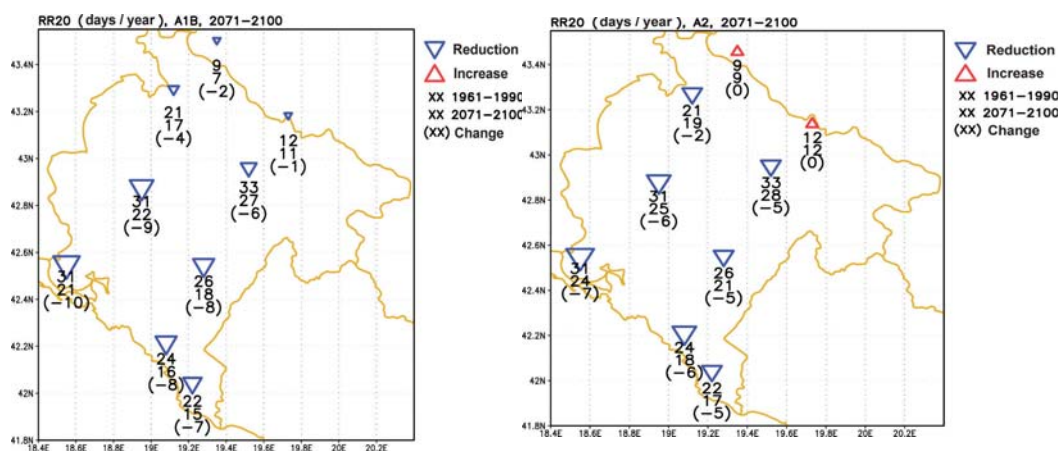 RR20 (days/year), A1B, 2071−2100
43.4N
43.2N
43N
42.8N
42.6N
42.4N
42.2N
42N
41.8N
18.4E 18.6E 18.8E 19E 19.2E 19.4E 19.6E 19.8E 20E 20.2E
9
7
(−2)
21
17
(−4)
12
11
(−1)
33
27
(−6)
31
22
(−9)
31
21
(−10)
26
18
(−8)
24
16
(−8)
22
15
(−7)
Reduction
Increase
XX 1961−1990
XX 2071−2100
(XX) Change
RR20 (days/year), A2, 2071−2100
43.4N
43.2N
43N
42.8N
42.6N
42.4N
42.2N
42N
41.8N
18.4E 18.6E 18.8E 19E 19.2E 19.4E 19.6E 19.8E 20E 20.2E
9
9
(0)
21
19
(−2)
12
12
(0)
33
28
(−5)
31
25
(−6)
31
24
(−7)
26
21
(−5)
24
18
(−6)
22
17
(−5)
Reduction
Increase
XX 1961−1990
XX 2071−2100
(XX) Change